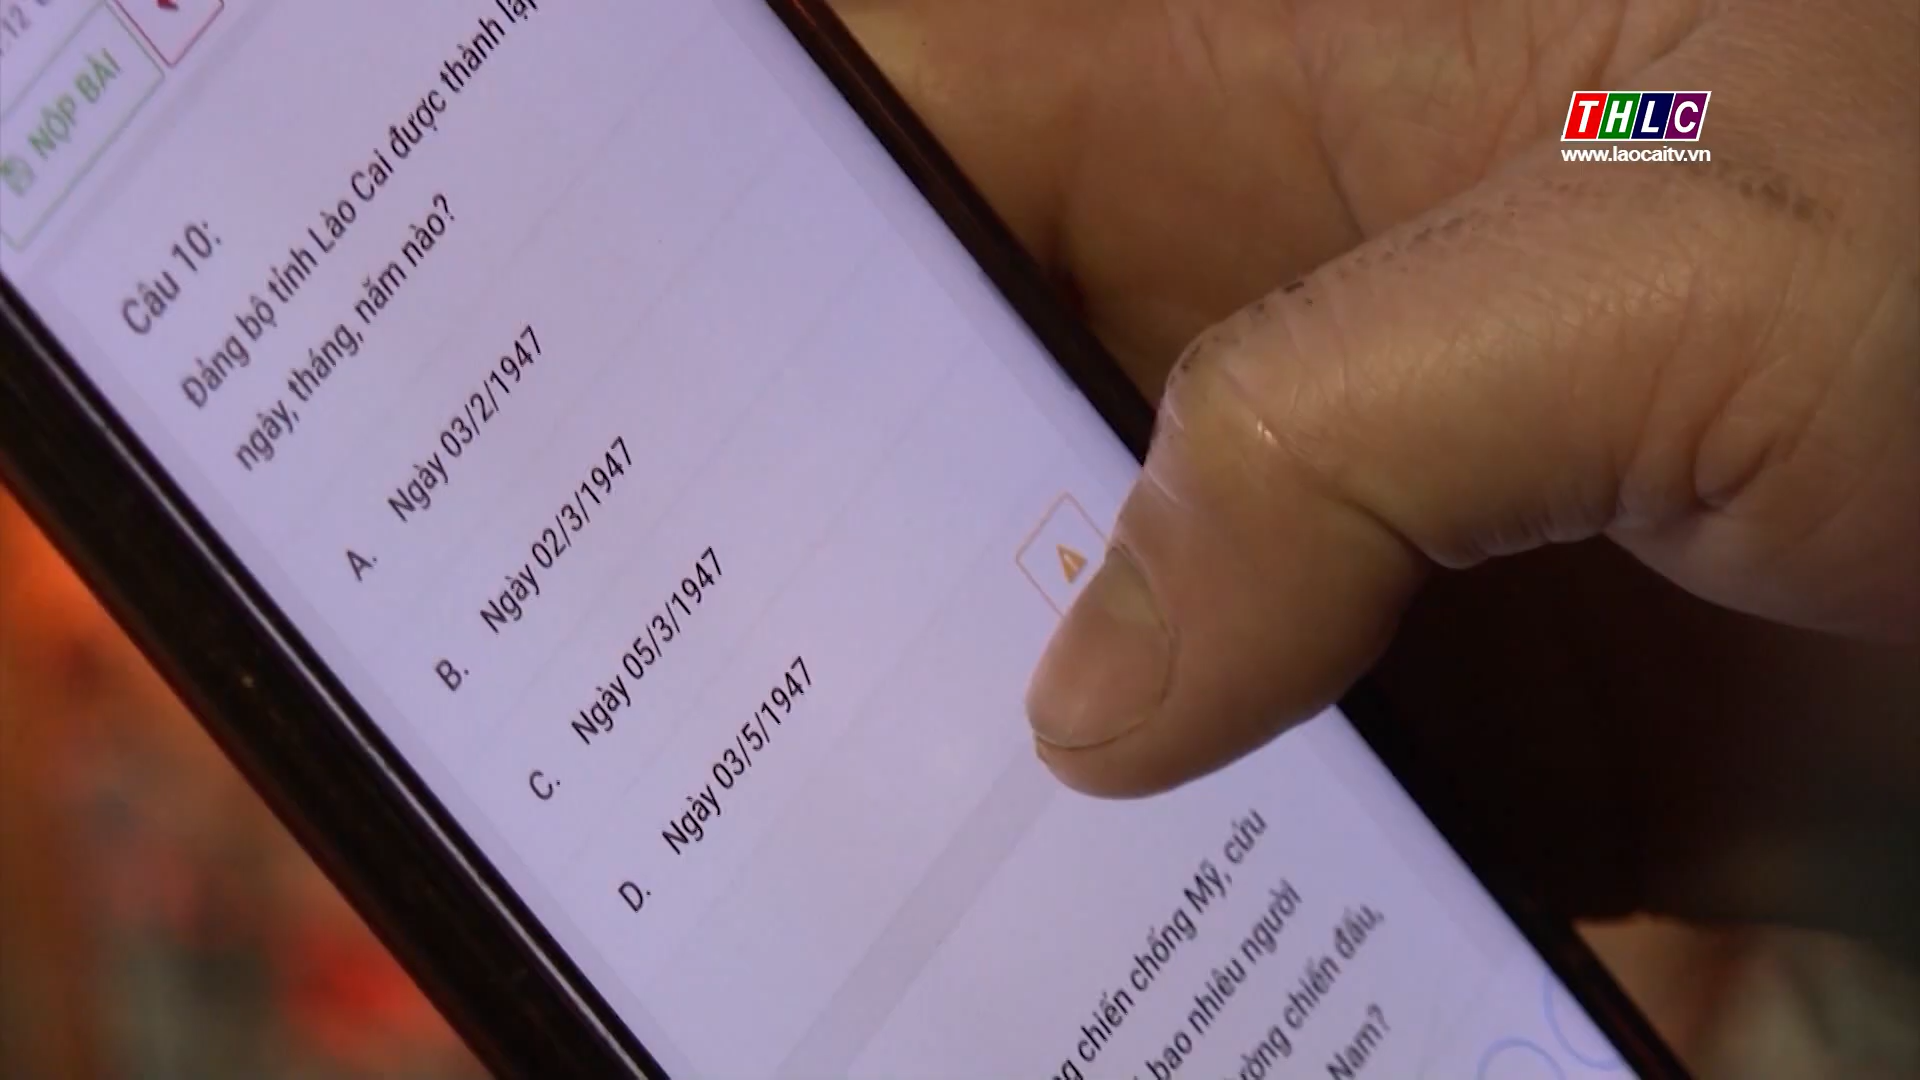 THLC
www.laocaitv.vn
NỘP BÀI
Câu 10:
Đảng bộ tỉnh Lào Cai được thành lập
ngày, tháng, năm nào?
A. Ngày 03/2/1947
B. Ngày 02/3/1947
C. Ngày 05/3/1947
D. Ngày 03/5/1947
chiến chống Mỹ, cứu
bao nhiêu người
chiến đấu,
Nam?